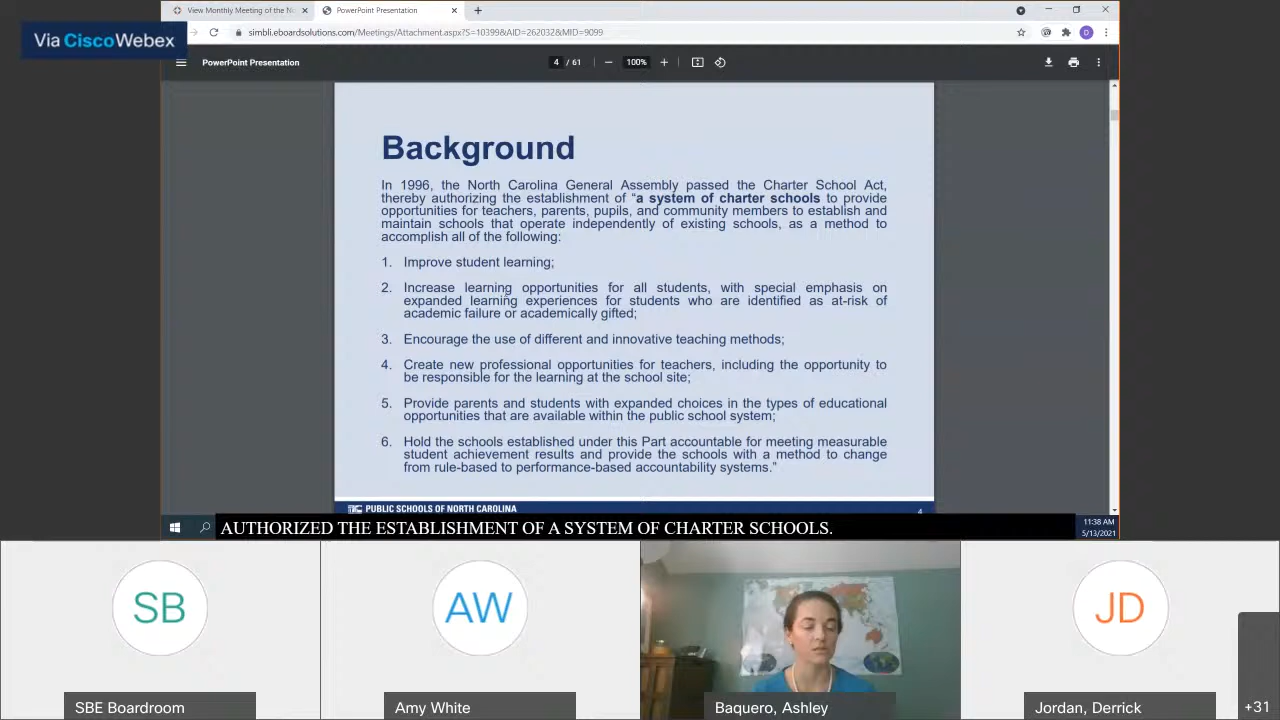 View Monthly Meeting of the No
PowerPoint Presentation
Via CiscoWebex
simbli.eboardsolutions.com/Meetings/Attachment.aspx?S=10399&AID=262032&MID=9099
D
PowerPoint Presentation
4 / 61
100%
Background
In 1996, the North Carolina General Assembly passed the Charter School Act,
thereby authorizing the establishment of “a system of charter schools to provide
opportunities for teachers, parents, pupils, and community members to establish and
maintain schools that operate independently of existing schools, as a method to
accomplish all of the following:
1. Improve student learning;
2. Increase learning opportunities for all students, with special emphasis on
expanded learning experiences for students who are identified as at-risk of
academic failure or academically gifted;
3. Encourage the use of different and innovative teaching methods;
4. Create new professional opportunities for teachers, including the opportunity to
be responsible for the learning at the school site;
5. Provide parents and students with expanded choices in the types of educational
opportunities that are available within the public school system;
6. Hold the schools established under this Part accountable for meeting measurable
student achievement results and provide the schools with a method to change
from rule-based to performance-based accountability systems.”
PUBLIC SCHOOLS OF NORTH CAROLINA
4
AUTHORIZED THE ESTABLISHMENT OF A SYSTEM OF CHARTER SCHOOLS.
11:38 AM
5/13/2021
SB
AW
JD
SBE Boardroom
Amy White
Baquero, Ashley
Jordan, Derrick
+31